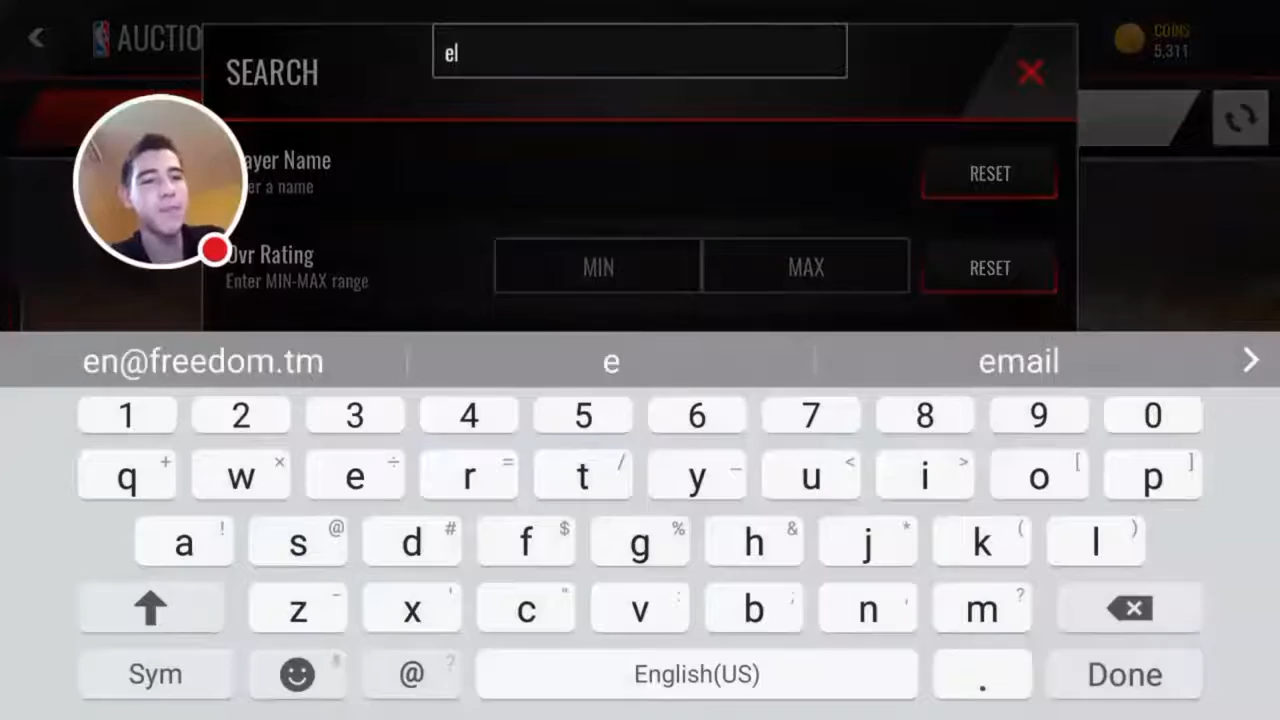 AUCTIO
COINS
5,311
SEARCH
el
ayer Name
er a name
RESET
Ovr Rating
Enter MIN-MAX range
MIN
MAX
RESET
en@freedom.tm
e
email
1 2 3 4 5 6 7 8 9 0
q + w × e ÷ r = t / y _ u < i > o [ p ]
a ! s @ d # f $ g % h & j * k ( l )
z - x ' c " v : b ; n , m ?
Sym @ ? English(US) . Done